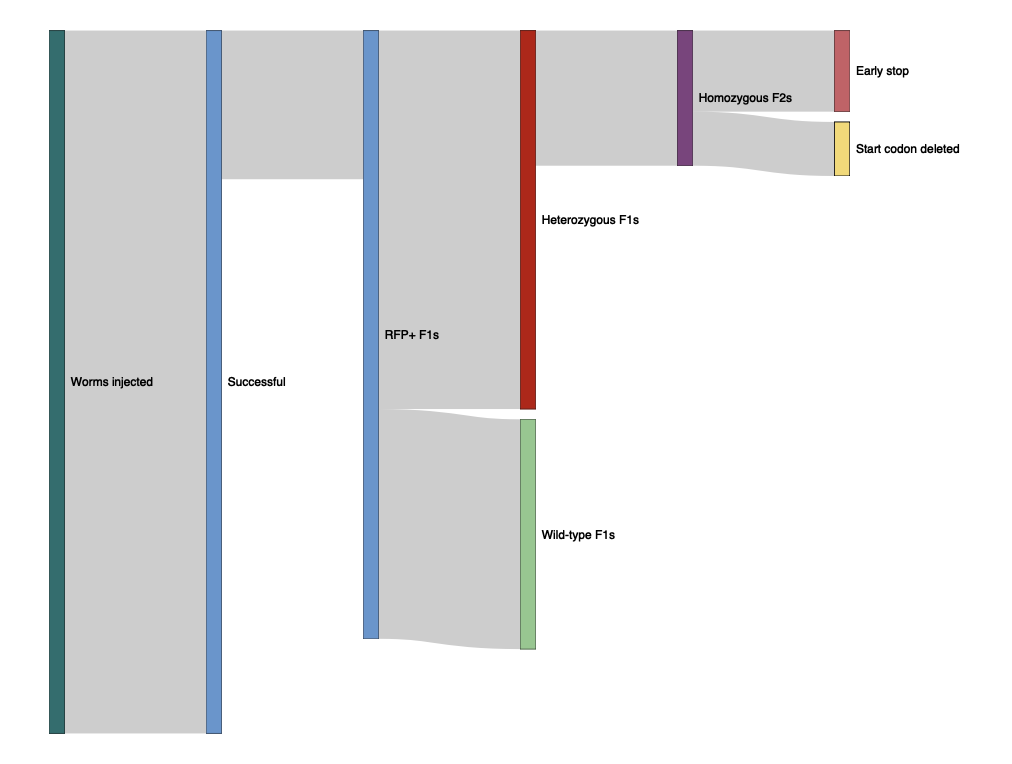 Worms injected
Successful
RFP+ F1s
Heterozygous F1s
Wild-type F1s
Homozygous F2s
Early stop
Start codon deleted